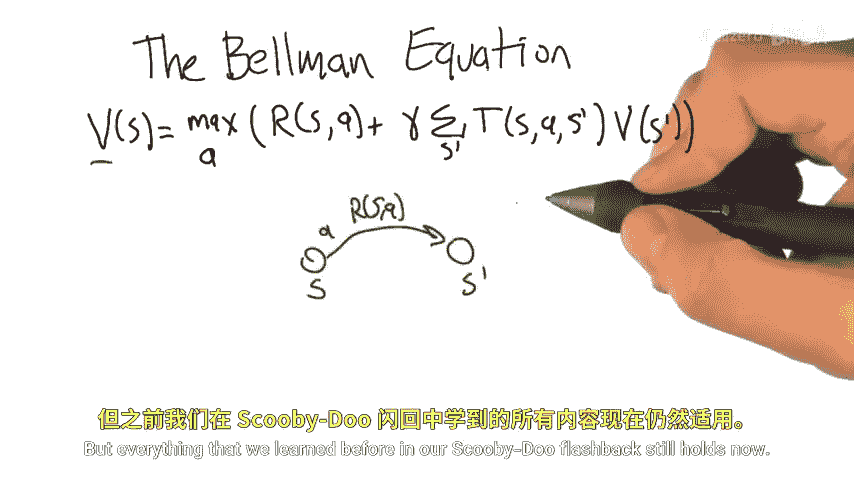 The Bellman Equation
V(s) = max (R(s,a) + γ Σ T(s,a,s') V(s'))
a
s'
a R(s,a)
S
S'
但之前我们在 Scooby-Doo 闪回中学到的所有内容现在仍然适用。
But everything that we learned before in our Scooby-Doo flashback still holds now.